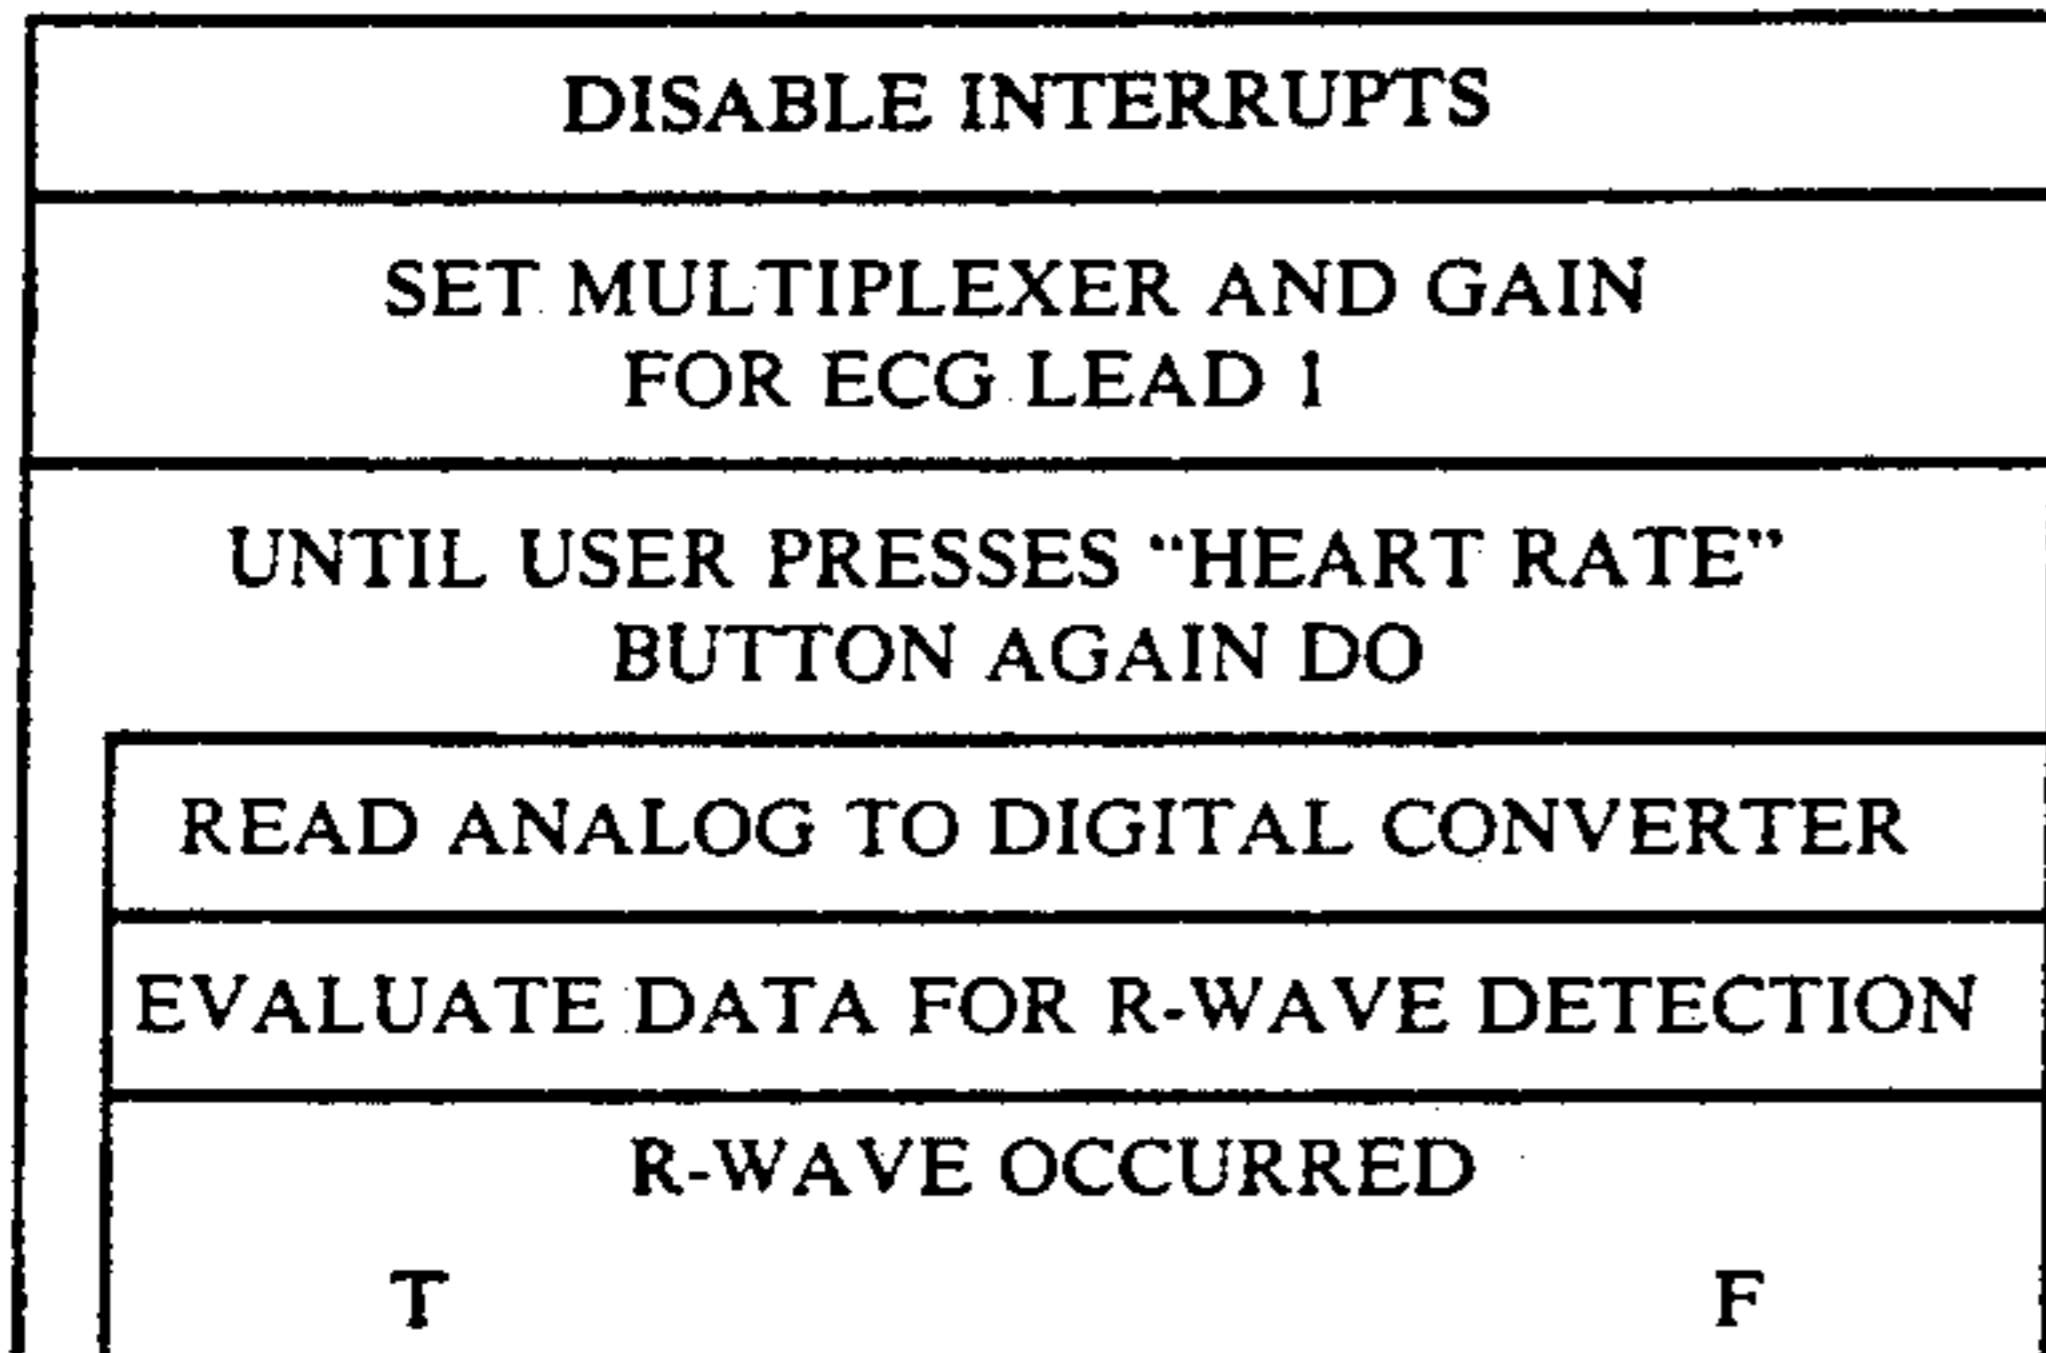 DISABLE INTERRUPTS
SET MULTIPLEXER AND GAIN
FOR ECG LEAD 1
UNTIL USER PRESSES “HEART RATE”
BUTTON AGAIN DO
READ ANALOG TO DIGITAL CONVERTER
EVALUATE DATA FOR R-WAVE DETECTION
R-WAVE OCCURRED
T F